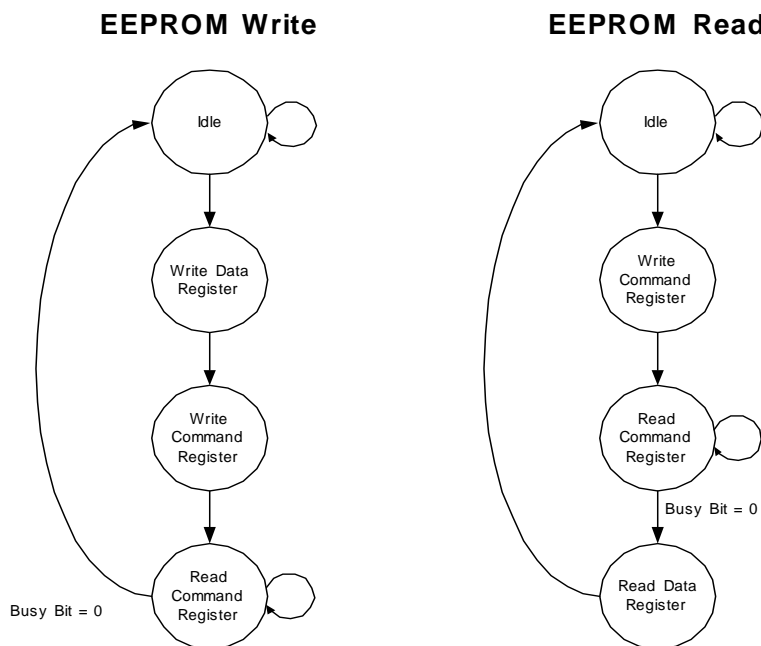 EEPROM Write
Idle
Write Data
Register
Write
Command
Register
Read
Command
Register
Busy Bit = 0
EEPROM Read
Idle
Write
Command
Register
Read
Command
Register
Busy Bit = 0
Read Data
Register